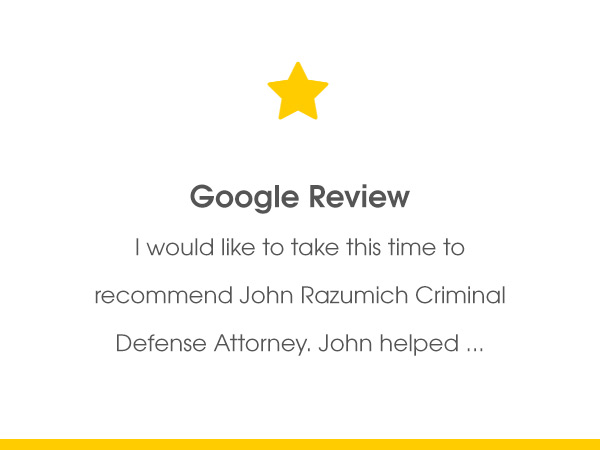 Google Review
I would like to take this time to
recommend John Razumich Criminal
Defense Attorney. John helped ...